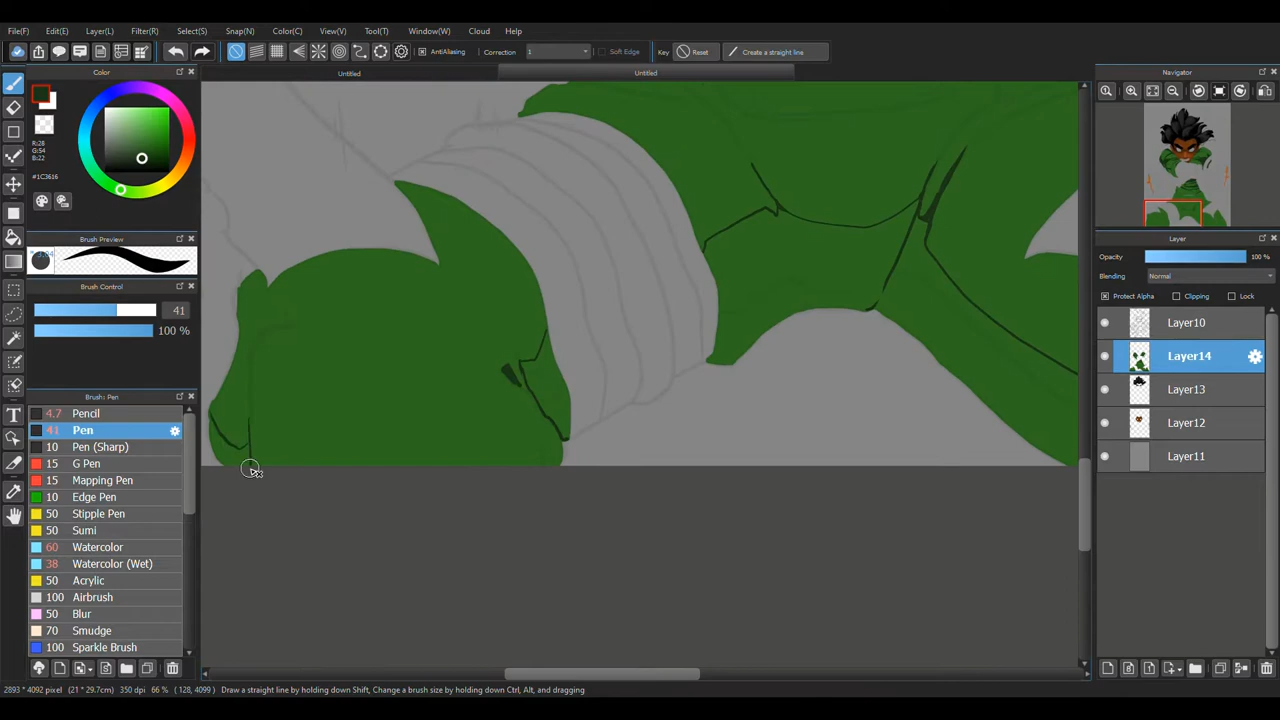 File(F) Edit(E) Layer(L) Filter(R) Select(S) Snap(N) Color(C) View(V) Tool(T) Window(W) Cloud Help
AntiAliasing Correction 1 Soft Edge Key Reset Create a straight line
Color Untitled Untitled Navigator
R:28
G:54
B:22
#1C3616
Brush Preview
Layer
Opacity 100 %
Blending Normal
Brush Control
Protect Alpha Clipping Lock
41
100 %
Layer10
Layer14
Layer13
Layer12
Layer11
Brush: Pen
4.7 Pencil
41 Pen
10 Pen (Sharp)
15 G Pen
15 Mapping Pen
10 Edge Pen
50 Stipple Pen
50 Sumi
60 Watercolor
38 Watercolor (Wet)
50 Acrylic
100 Airbrush
50 Blur
70 Smudge
100 Sparkle Brush
2893 * 4092 pixel (21 * 29.7cm) 350 dpi 66 % ( 128, 4099 ) Draw a straight line by holding down Shift, Change a brush size by holding down Ctrl, Alt, and dragging